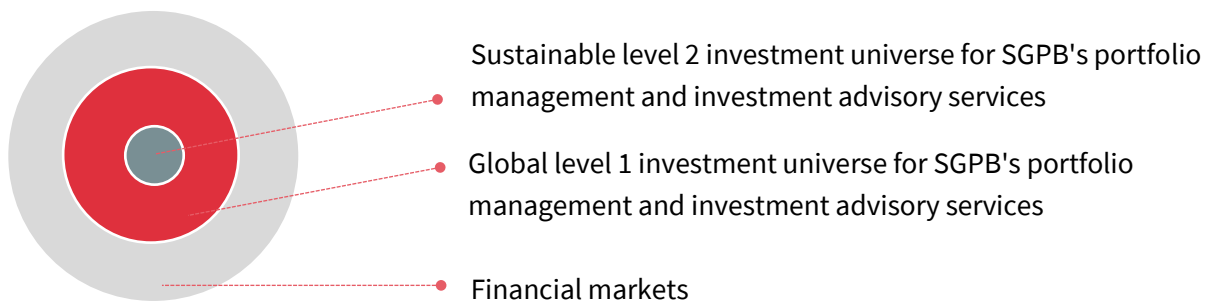 Sustainable level 2 investment universe for SGPB's portfolio
management and investment advisory services
Global level 1 investment universe for SGPB's portfolio
management and investment advisory services
Financial markets